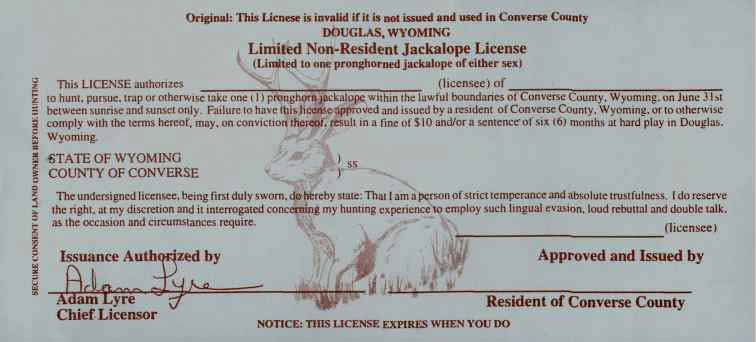 Original: This Licnese is invalid if it is not issued and used in Converse County
DOUGLAS, WYOMING
Limited Non-Resident Jackalope License
(Limited to one pronghorned jackalope of either sex)
SECURE CONSENT OF LAND OWNER BEFORE HUNTING
This LICENSE authorizes (licensee) of
to hunt, pursue, trap or otherwise take one (1) pronghorn jackalope within the lawful boundaries of Converse County, Wyoming, on June 31st
between sunrise and sunset only. Failure to have this license approved and issued by a resident of Converse County, Wyoming, or to otherwise
comply with the terms hereof, may, on conviction thereof, result in a fine of $10 and/or a sentence of six (6) months at hard play in Douglas.
Wyoming.
STATE OF WYOMING )
ss
COUNTY OF CONVERSE )
The undersigned licensee, being first duly sworn, do hereby state: That I am a person of strict temperance and absolute trustfulness. I do reserve
the right, at my discretion and it interrogated concerning my hunting experience to employ such lingual evasion, loud rebuttal and double talk,
as the occasion and circumstances require.
(licensee)
Issuance Authorized by Approved and Issued by
Adam Lyre
Adam Lyre Resident of Converse County
Chief Licensor
NOTICE: THIS LICENSE EXPIRES WHEN YOU DO